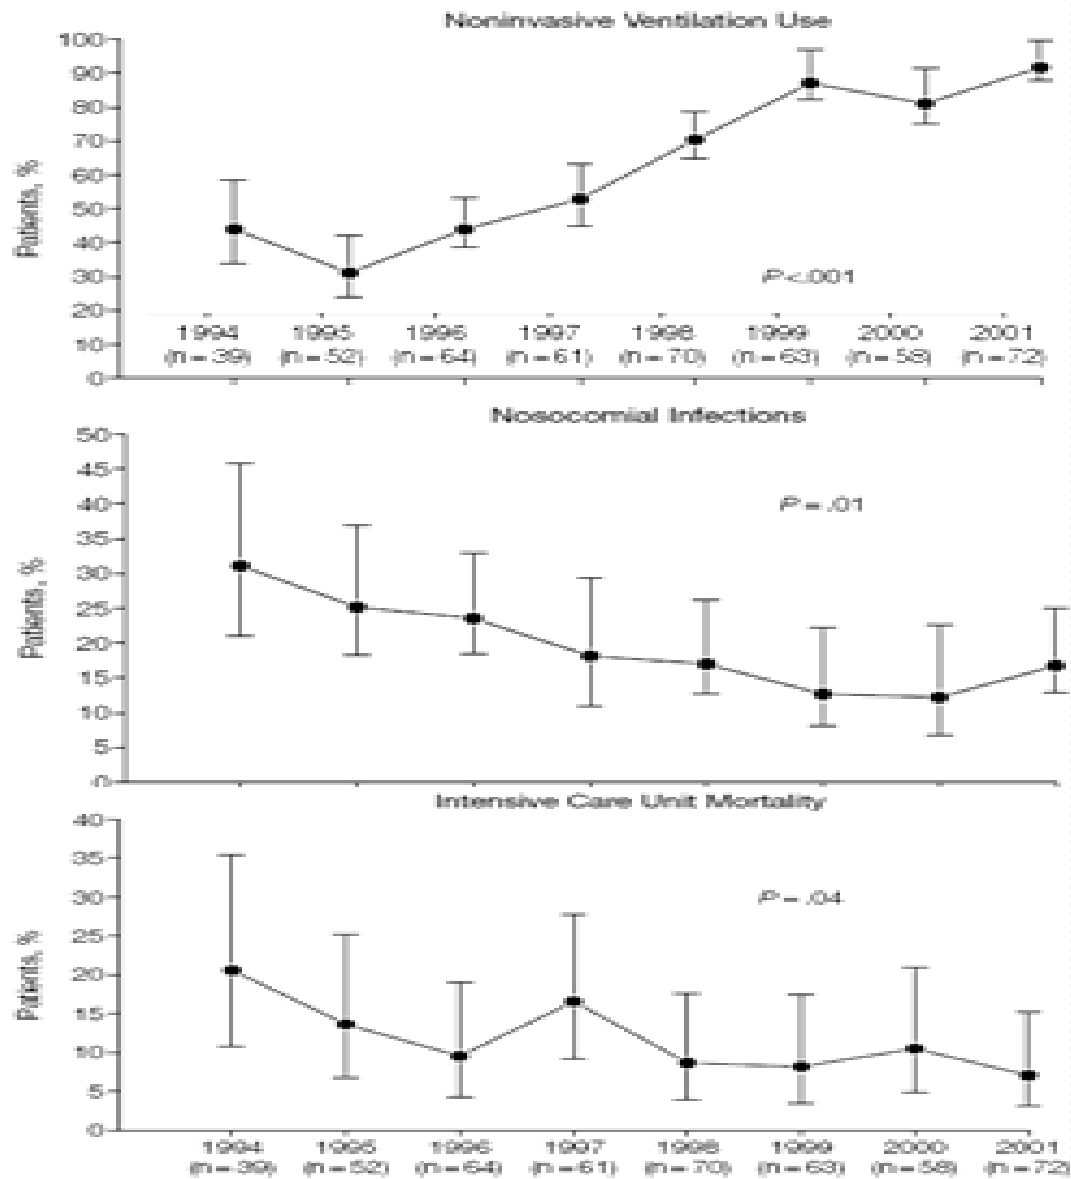 Noninvasive Ventilation Use
100
90
80
70
60
50
40
30
20
10
0
Patients, %
P<.001
1994 1995 1996 1997 1998 1999 2000 2001
(n=39) (n=52) (n=64) (n=61) (n=70) (n=63) (n=58) (n=72)
Nosocomial Infections
50
45
40
35
30
25
20
15
10
5
0
Patients, %
P=.01
Intensive Care Unit Mortality
40
35
30
25
20
15
10
5
0
Patients, %
P=.04
1994 1995 1996 1997 1998 1999 2000 2001
(n=39) (n=52) (n=64) (n=61) (n=70) (n=63) (n=58) (n=72)